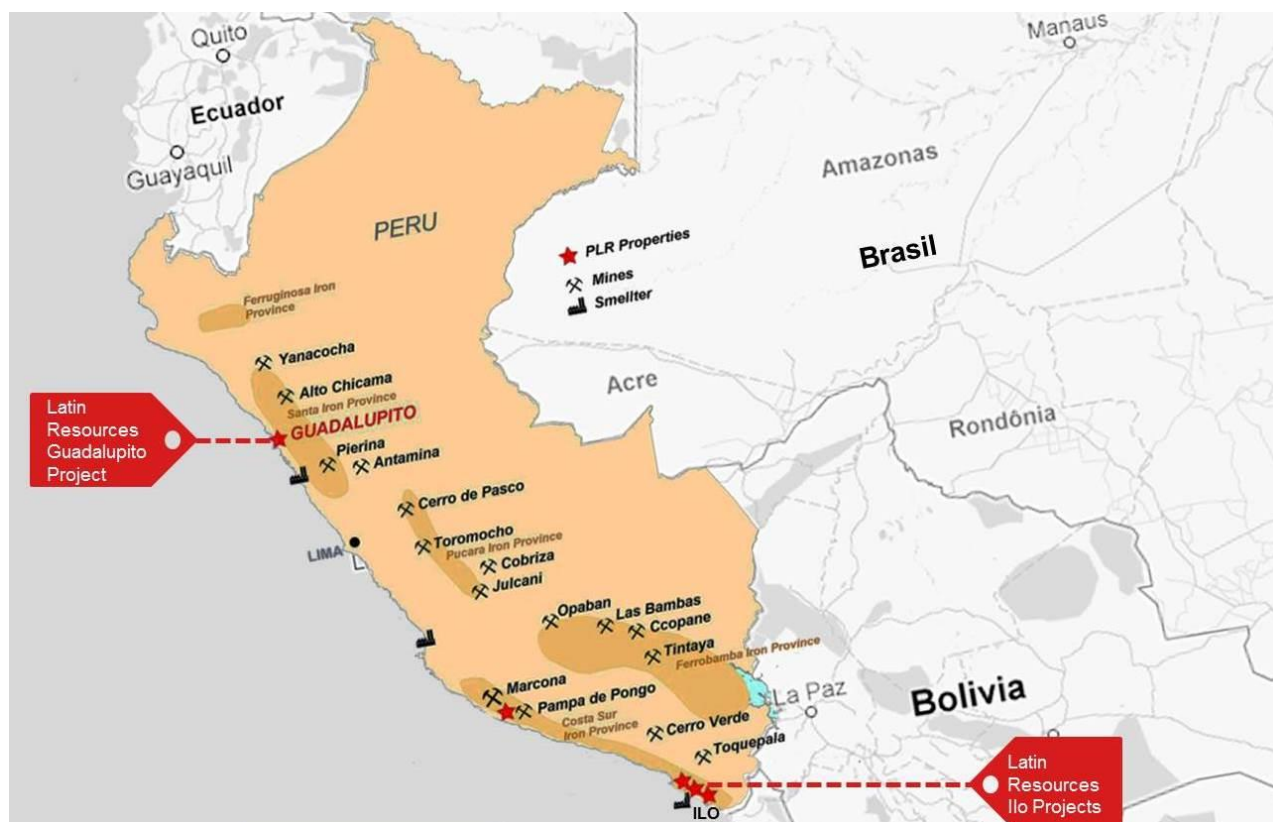 Quito
Manaus
Ecuador
Guayaquil
Amazonas
PERU
PLR Properties
Brasil
Mines
Smellter
Ferruginosa Iron
Province
Yanacocha
Acre
Alto Chicama
Santa Iron Province
Latin
Resources
Guadalupito
Project
GUADALUPITO
Rondônia
Pierina
Antamina
Cerro de Pasco
Toromocho
Pucara Iron Province
LIMA
L
Cobriza
Julcani
Opaban
Las Bambas
Ccopane
Tintaya
Ferrobamba Iron Province
Marcona
Pampa de Pongo
La Paz
Bolivia
Costa Sur
Iron Province
Cerro Verde
Toquepala
Latin
Resources
Ilo Projects
ILO